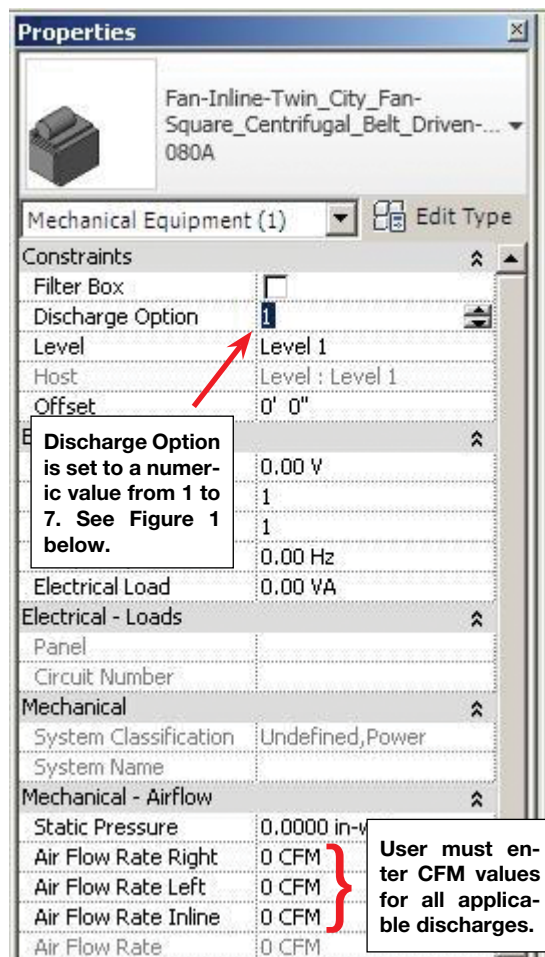 Properties
Fan-Inline-Twin_City_Fan-
Square_Centrifugal_Belt_Driven-...
080A
Mechanical Equipment (1)
Edit Type
Constraints
Filter Box
Discharge Option 1
Level Level 1
Host Level : Level 1
Offset 0' 0"
Discharge Option
is set to a numer-
ic value from 1 to
7. See Figure 1
below.
E
0.00 V
1
1
0.00 Hz
Electrical Load 0.00 VA
Electrical - Loads
Panel
Circuit Number
Mechanical
System Classification Undefined,Power
System Name
Mechanical - Airflow
Static Pressure 0.0000 in-w
Air Flow Rate Right 0 CFM
Air Flow Rate Left 0 CFM
Air Flow Rate Inline 0 CFM
Air Flow Rate 0 CFM
User must en-
ter CFM values
for all applica-
ble discharges.